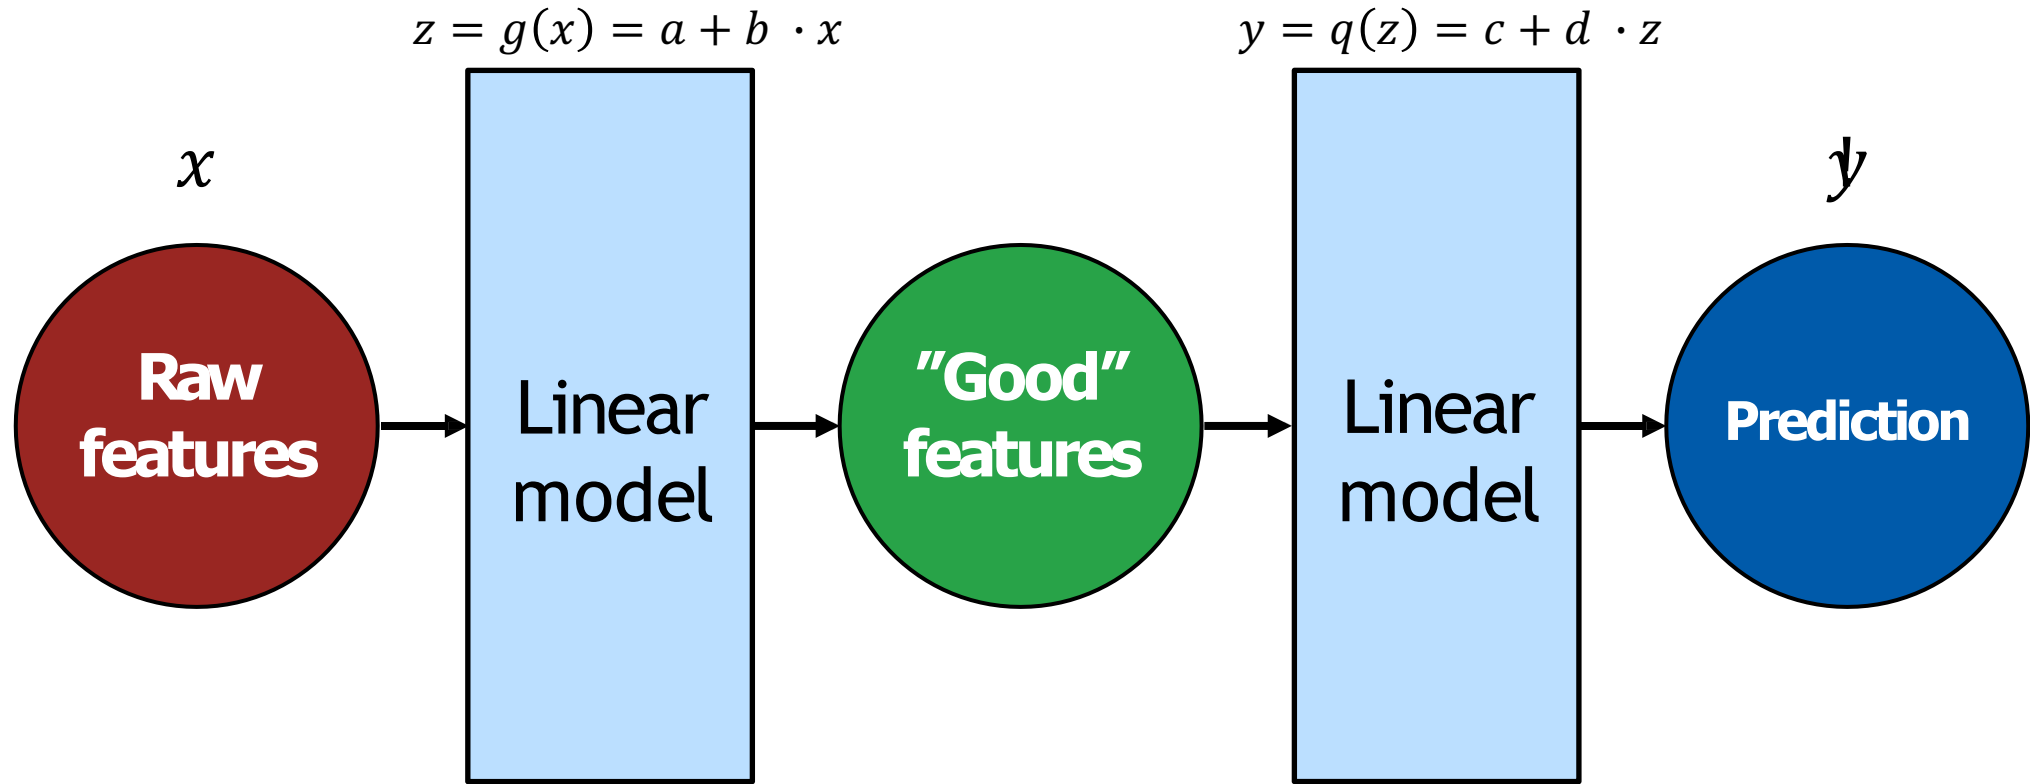 z = g(x) = a + b · x
y = q(z) = c + d · z
x
y
Raw
features
Linear
model
"Good"
features
Linear
model
Prediction